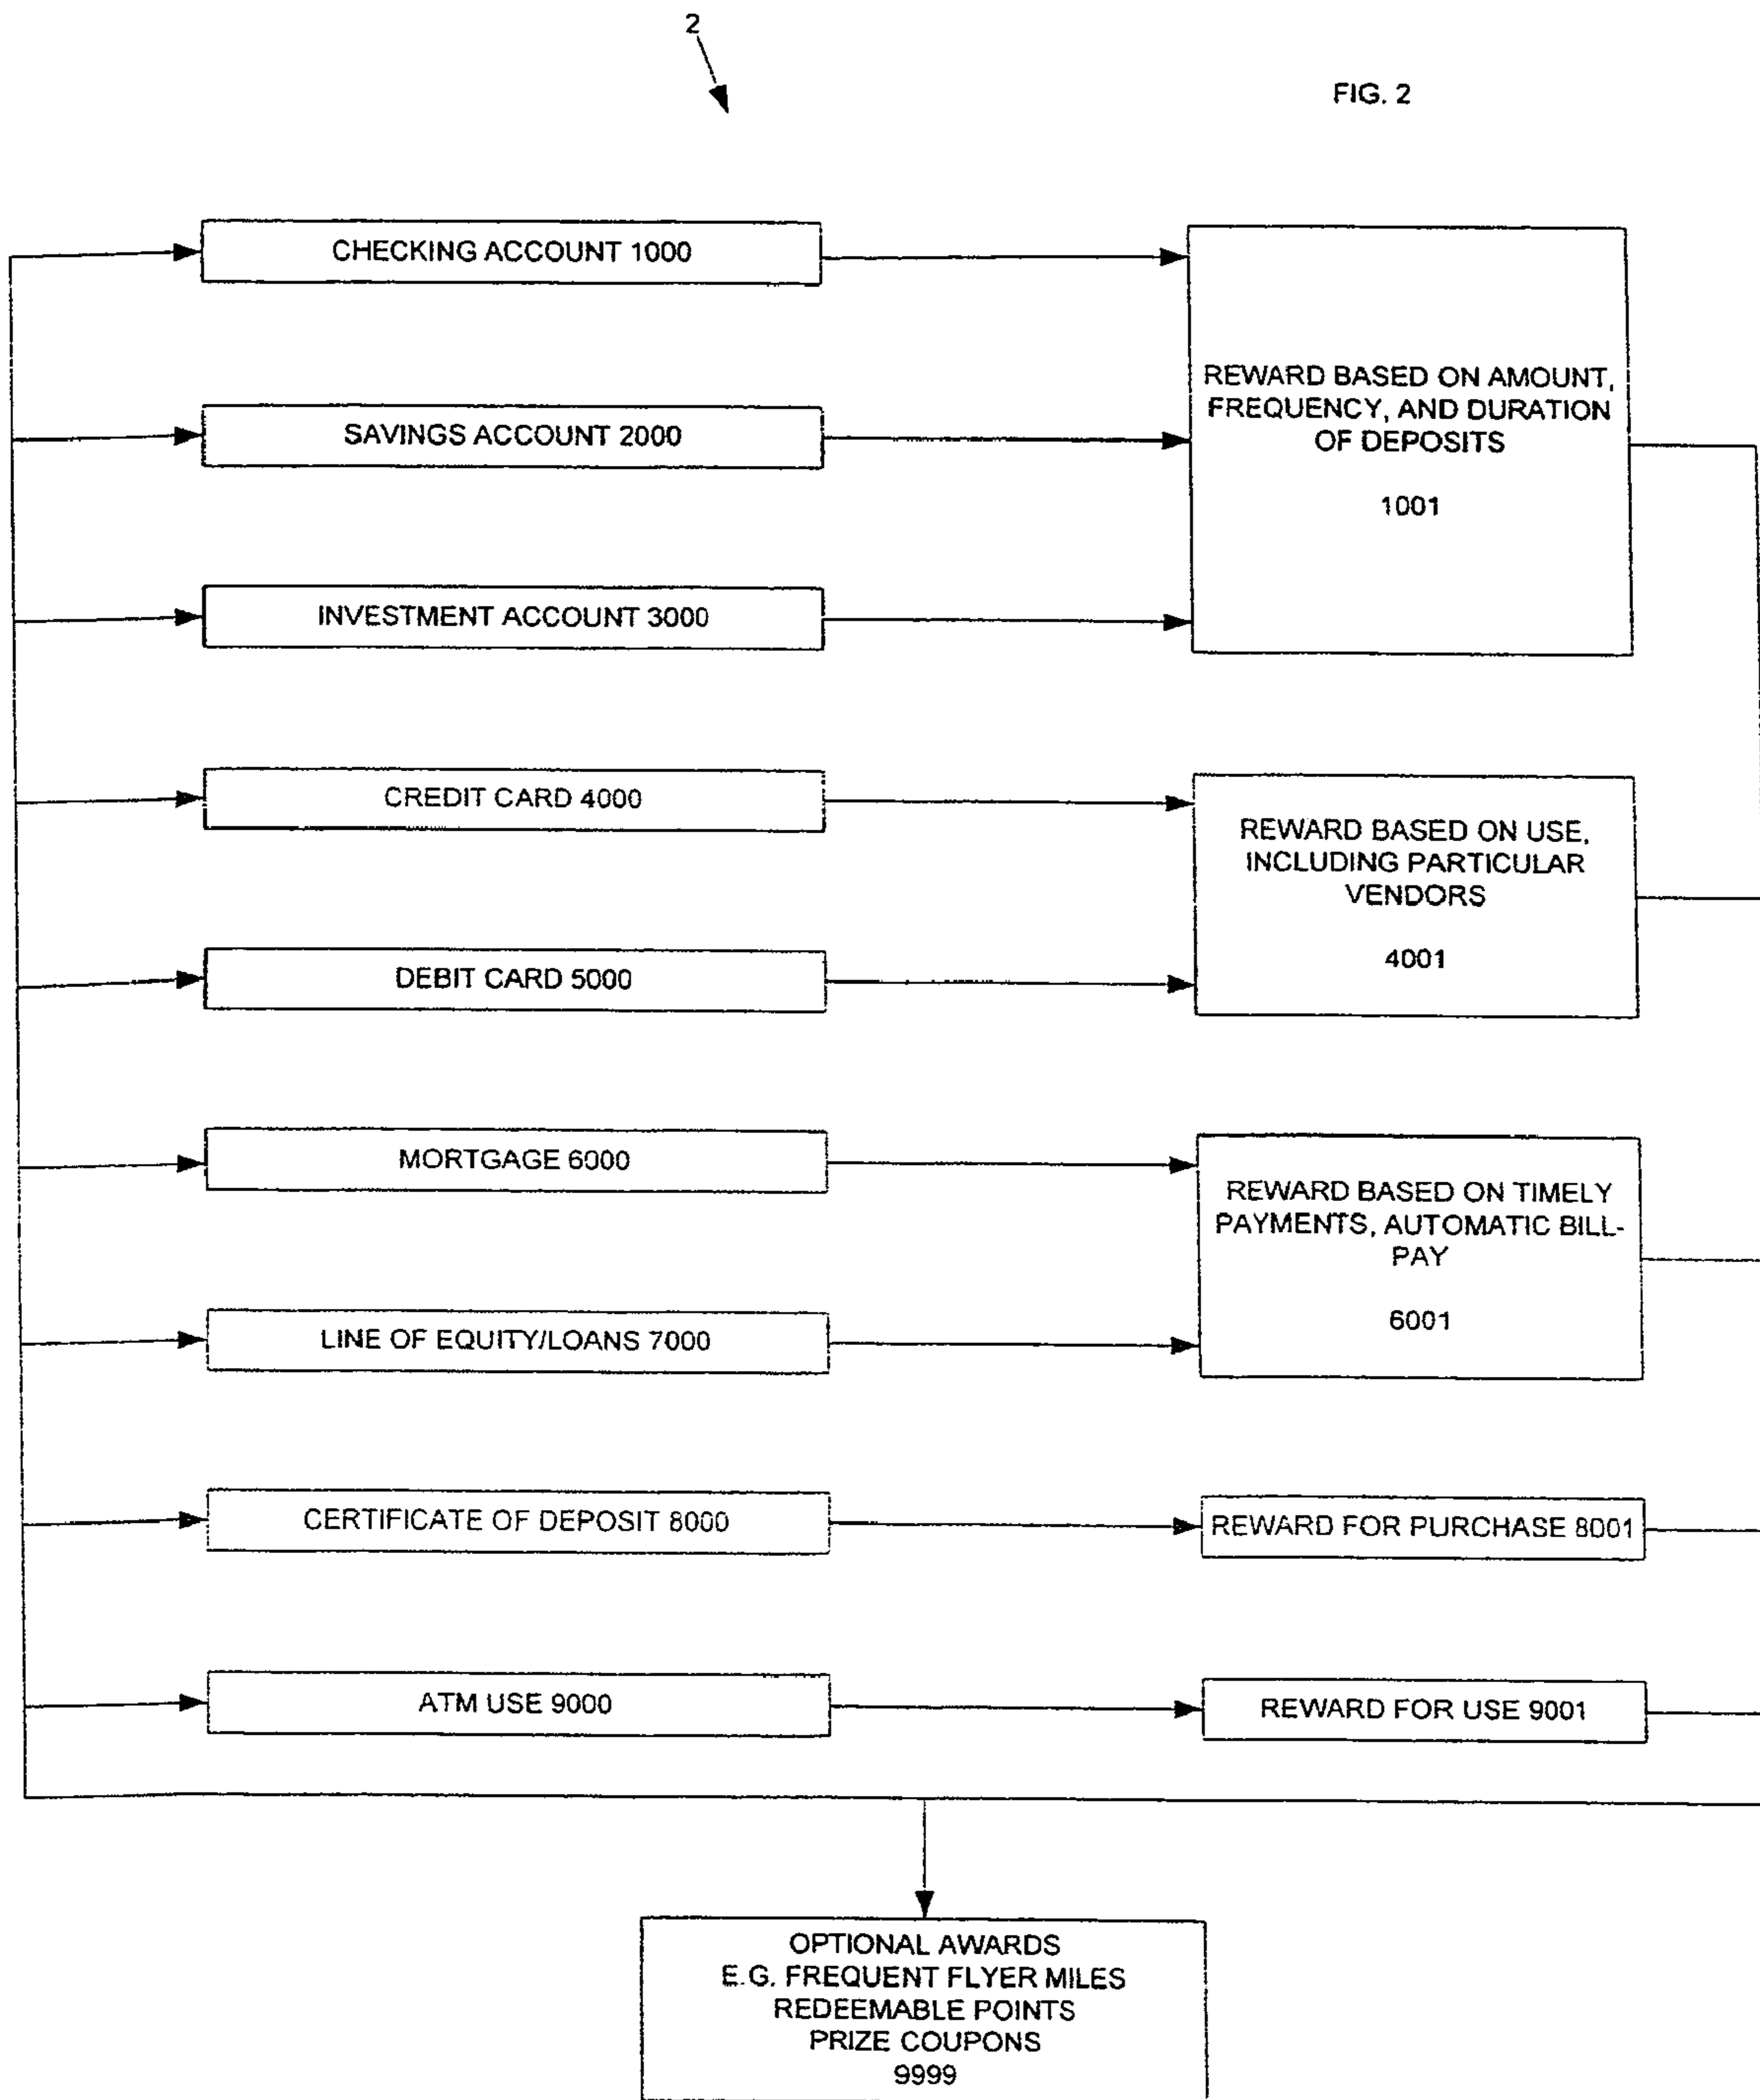 2
FIG. 2
CHECKING ACCOUNT 1000
SAVINGS ACCOUNT 2000
INVESTMENT ACCOUNT 3000
REWARD BASED ON AMOUNT,
FREQUENCY, AND DURATION
OF DEPOSITS
1001
CREDIT CARD 4000
DEBIT CARD 5000
REWARD BASED ON USE,
INCLUDING PARTICULAR
VENDORS
4001
MORTGAGE 6000
LINE OF EQUITY/LOANS 7000
REWARD BASED ON TIMELY
PAYMENTS, AUTOMATIC BILL-
PAY
6001
CERTIFICATE OF DEPOSIT 8000
REWARD FOR PURCHASE 8001
ATM USE 9000
REWARD FOR USE 9001
OPTIONAL AWARDS
E.G. FREQUENT FLYER MILES
REDEEMABLE POINTS
PRIZE COUPONS
9999